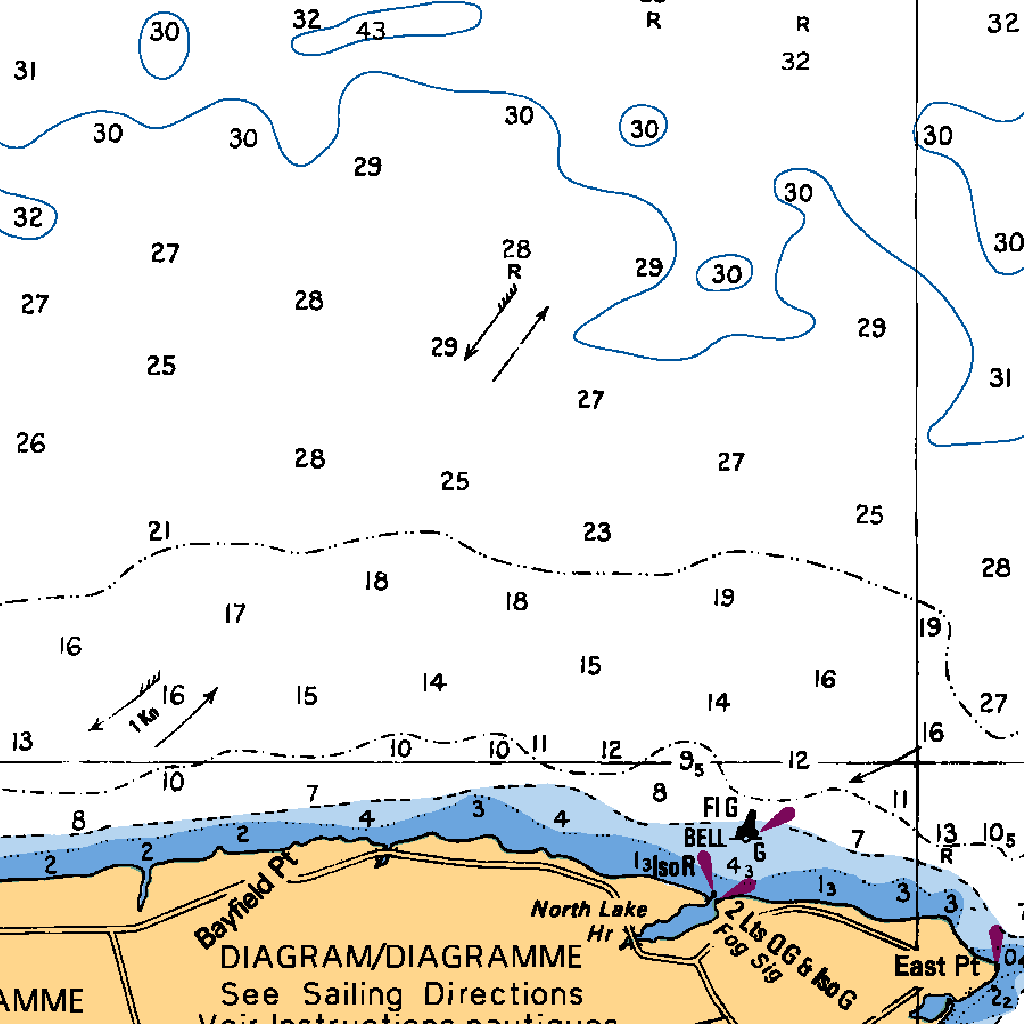 R R
32 43 30 32
31 32
30 30 30 30 30
29
30
32
27 28 R 29 30 30
27 28
29 29
25
27 31
26
28 25 27
25
21 23
28
18
17 18 19
19
16
15
14 16
16 15 14 27
1 Kn
13 16
10 10 11 12 9₅ 12
10
7 8 11
Fl G
8 4 3 4
2 BELL G 7 13 10₅
R
2 2 1₃ Iso R 4₃ 1₃ 3 3
Bayfield Pt
North Lake
Hr
2 Lts QG & Iso G
Fog Sig
DIAGRAM/DIAGRAMME
East Pt
See Sailing Directions
AMME
2₂
Voir Instructions nautiques